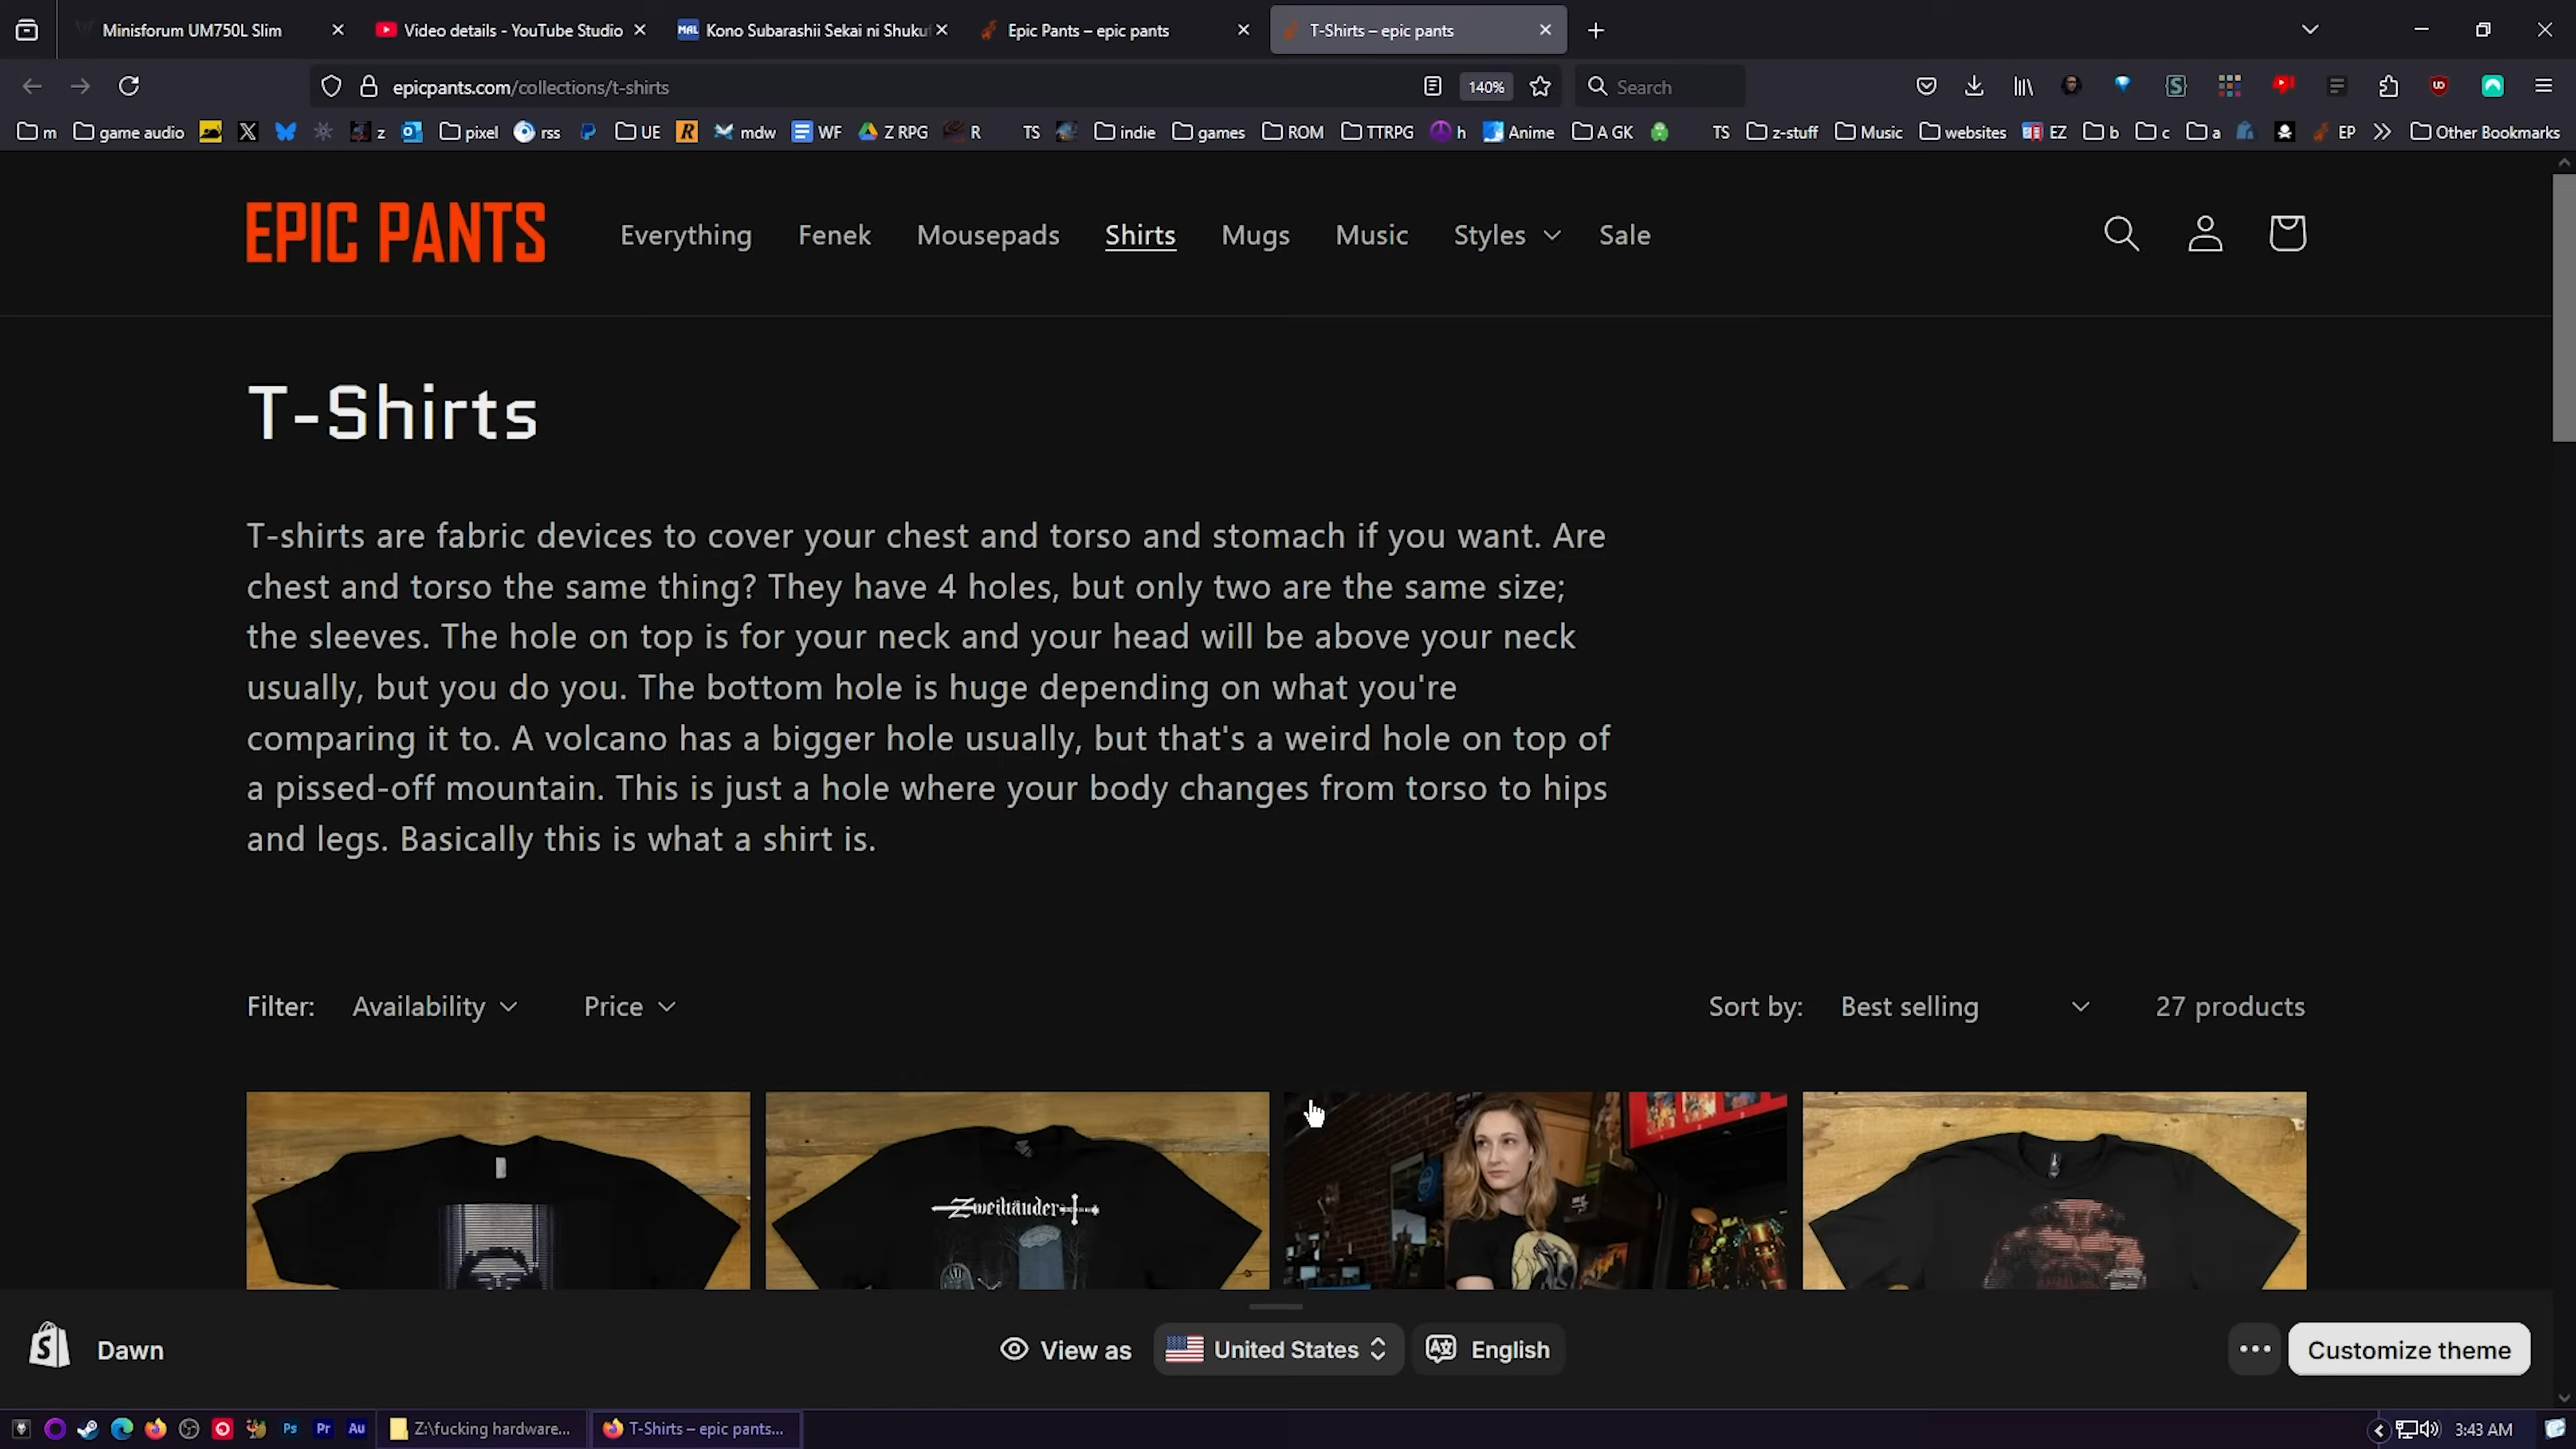 Minisforum UM750L Slim
Video details - YouTube Studio
MAL Kono Subarashii Sekai ni Shuku
Epic Pants – epic pants
T-Shirts – epic pants
epicpants.com/collections/t-shirts
140%
Search
m
game audio
z
pixel
rss
UE
R
mdw
WF
Z RPG
R
TS
indie
games
ROM
TTRPG
h
Anime
A GK
TS
z-stuff
Music
websites
EZ
b
c
a
EP
Other Bookmarks
EPIC PANTS
Everything
Fenek
Mousepads
Shirts
Mugs
Music
Styles
Sale
T-Shirts
T-shirts are fabric devices to cover your chest and torso and stomach if you want. Are
chest and torso the same thing? They have 4 holes, but only two are the same size;
the sleeves. The hole on top is for your neck and your head will be above your neck
usually, but you do you. The bottom hole is huge depending on what you're
comparing it to. A volcano has a bigger hole usually, but that's a weird hole on top of
a pissed-off mountain. This is just a hole where your body changes from torso to hips
and legs. Basically this is what a shirt is.
Filter:
Availability
Price
Sort by:
Best selling
27 products
Zweihänder
Dawn
View as
United States
English
Customize theme
Ps
Pr
Au
Z:\fucking hardware...
T-Shirts – epic pants...
3:43 AM